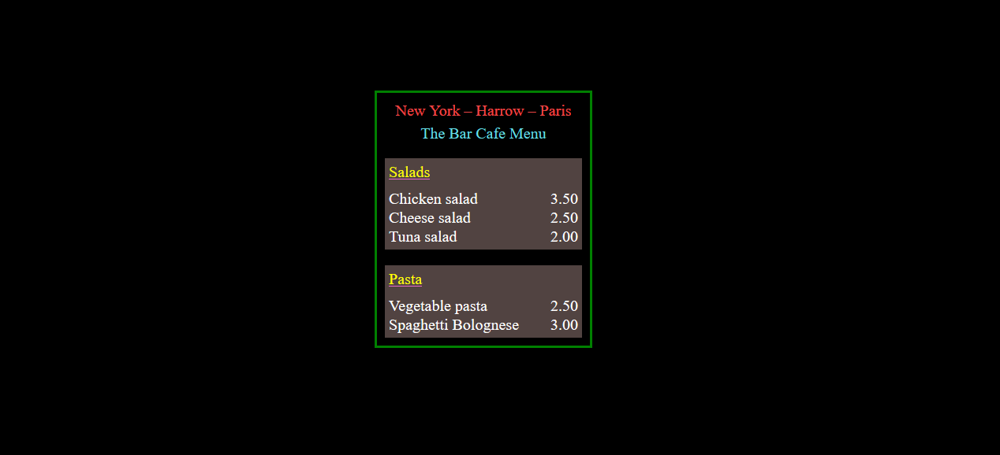 New York – Harrow – Paris
The Bar Cafe Menu
Salads
Chicken salad 3.50
Cheese salad 2.50
Tuna salad 2.00
Pasta
Vegetable pasta 2.50
Spaghetti Bolognese 3.00